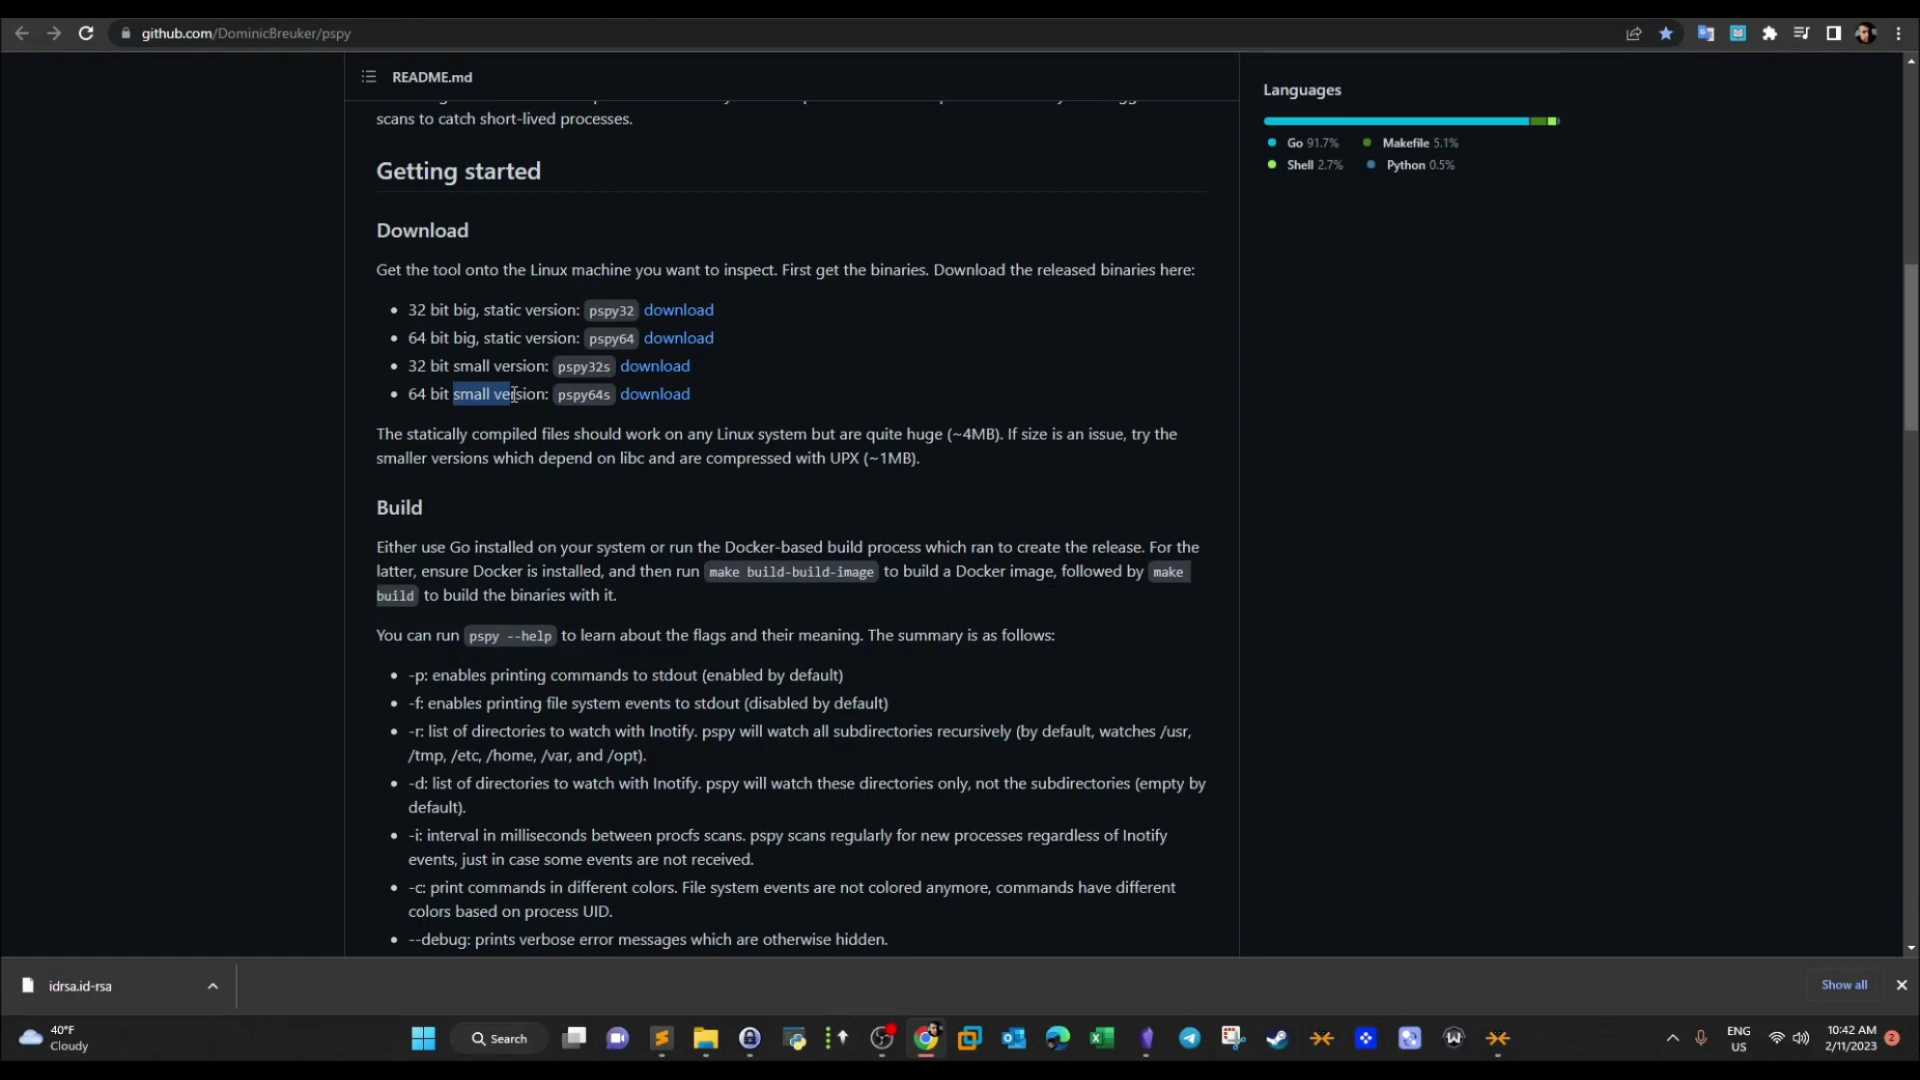 github.com/DominicBreuker/pspy
README.md
scans to catch short-lived processes.
Getting started
Download
Get the tool onto the Linux machine you want to inspect. First get the binaries. Download the released binaries here:
32 bit big, static version: pspy32 download
64 bit big, static version: pspy64 download
32 bit small version: pspy32s download
64 bit small version: pspy64s download
The statically compiled files should work on any Linux system but are quite huge (~4MB). If size is an issue, try the
smaller versions which depend on libc and are compressed with UPX (~1MB).
Build
Either use Go installed on your system or run the Docker-based build process which ran to create the release. For the
latter, ensure Docker is installed, and then run make build-build-image to build a Docker image, followed by make
build to build the binaries with it.
You can run pspy --help to learn about the flags and their meaning. The summary is as follows:
-p: enables printing commands to stdout (enabled by default)
-f: enables printing file system events to stdout (disabled by default)
-r: list of directories to watch with Inotify. pspy will watch all subdirectories recursively (by default, watches /usr,
/tmp, /etc, /home, /var, and /opt).
-d: list of directories to watch with Inotify. pspy will watch these directories only, not the subdirectories (empty by
default).
-i: interval in milliseconds between procfs scans. pspy scans regularly for new processes regardless of Inotify
events, just in case some events are not received.
-c: print commands in different colors. File system events are not colored anymore, commands have different
colors based on process UID.
--debug: prints verbose error messages which are otherwise hidden.
Languages
Go 91.7% Makefile 5.1%
Shell 2.7% Python 0.5%
idrsa.id-rsa
Show all
40°F
Cloudy
Search
ENG
US
10:42 AM
2/11/2023
2